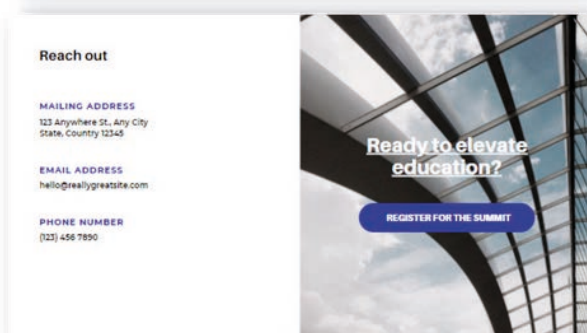 Reach out
MAILING ADDRESS
123 Anywhere St., Any City
State, Country 12345
EMAIL ADDRESS
hello@reallygreatsite.com
PHONE NUMBER
(123) 456 7890
Ready to elevate
education?
REGISTER FOR THE SUMMIT